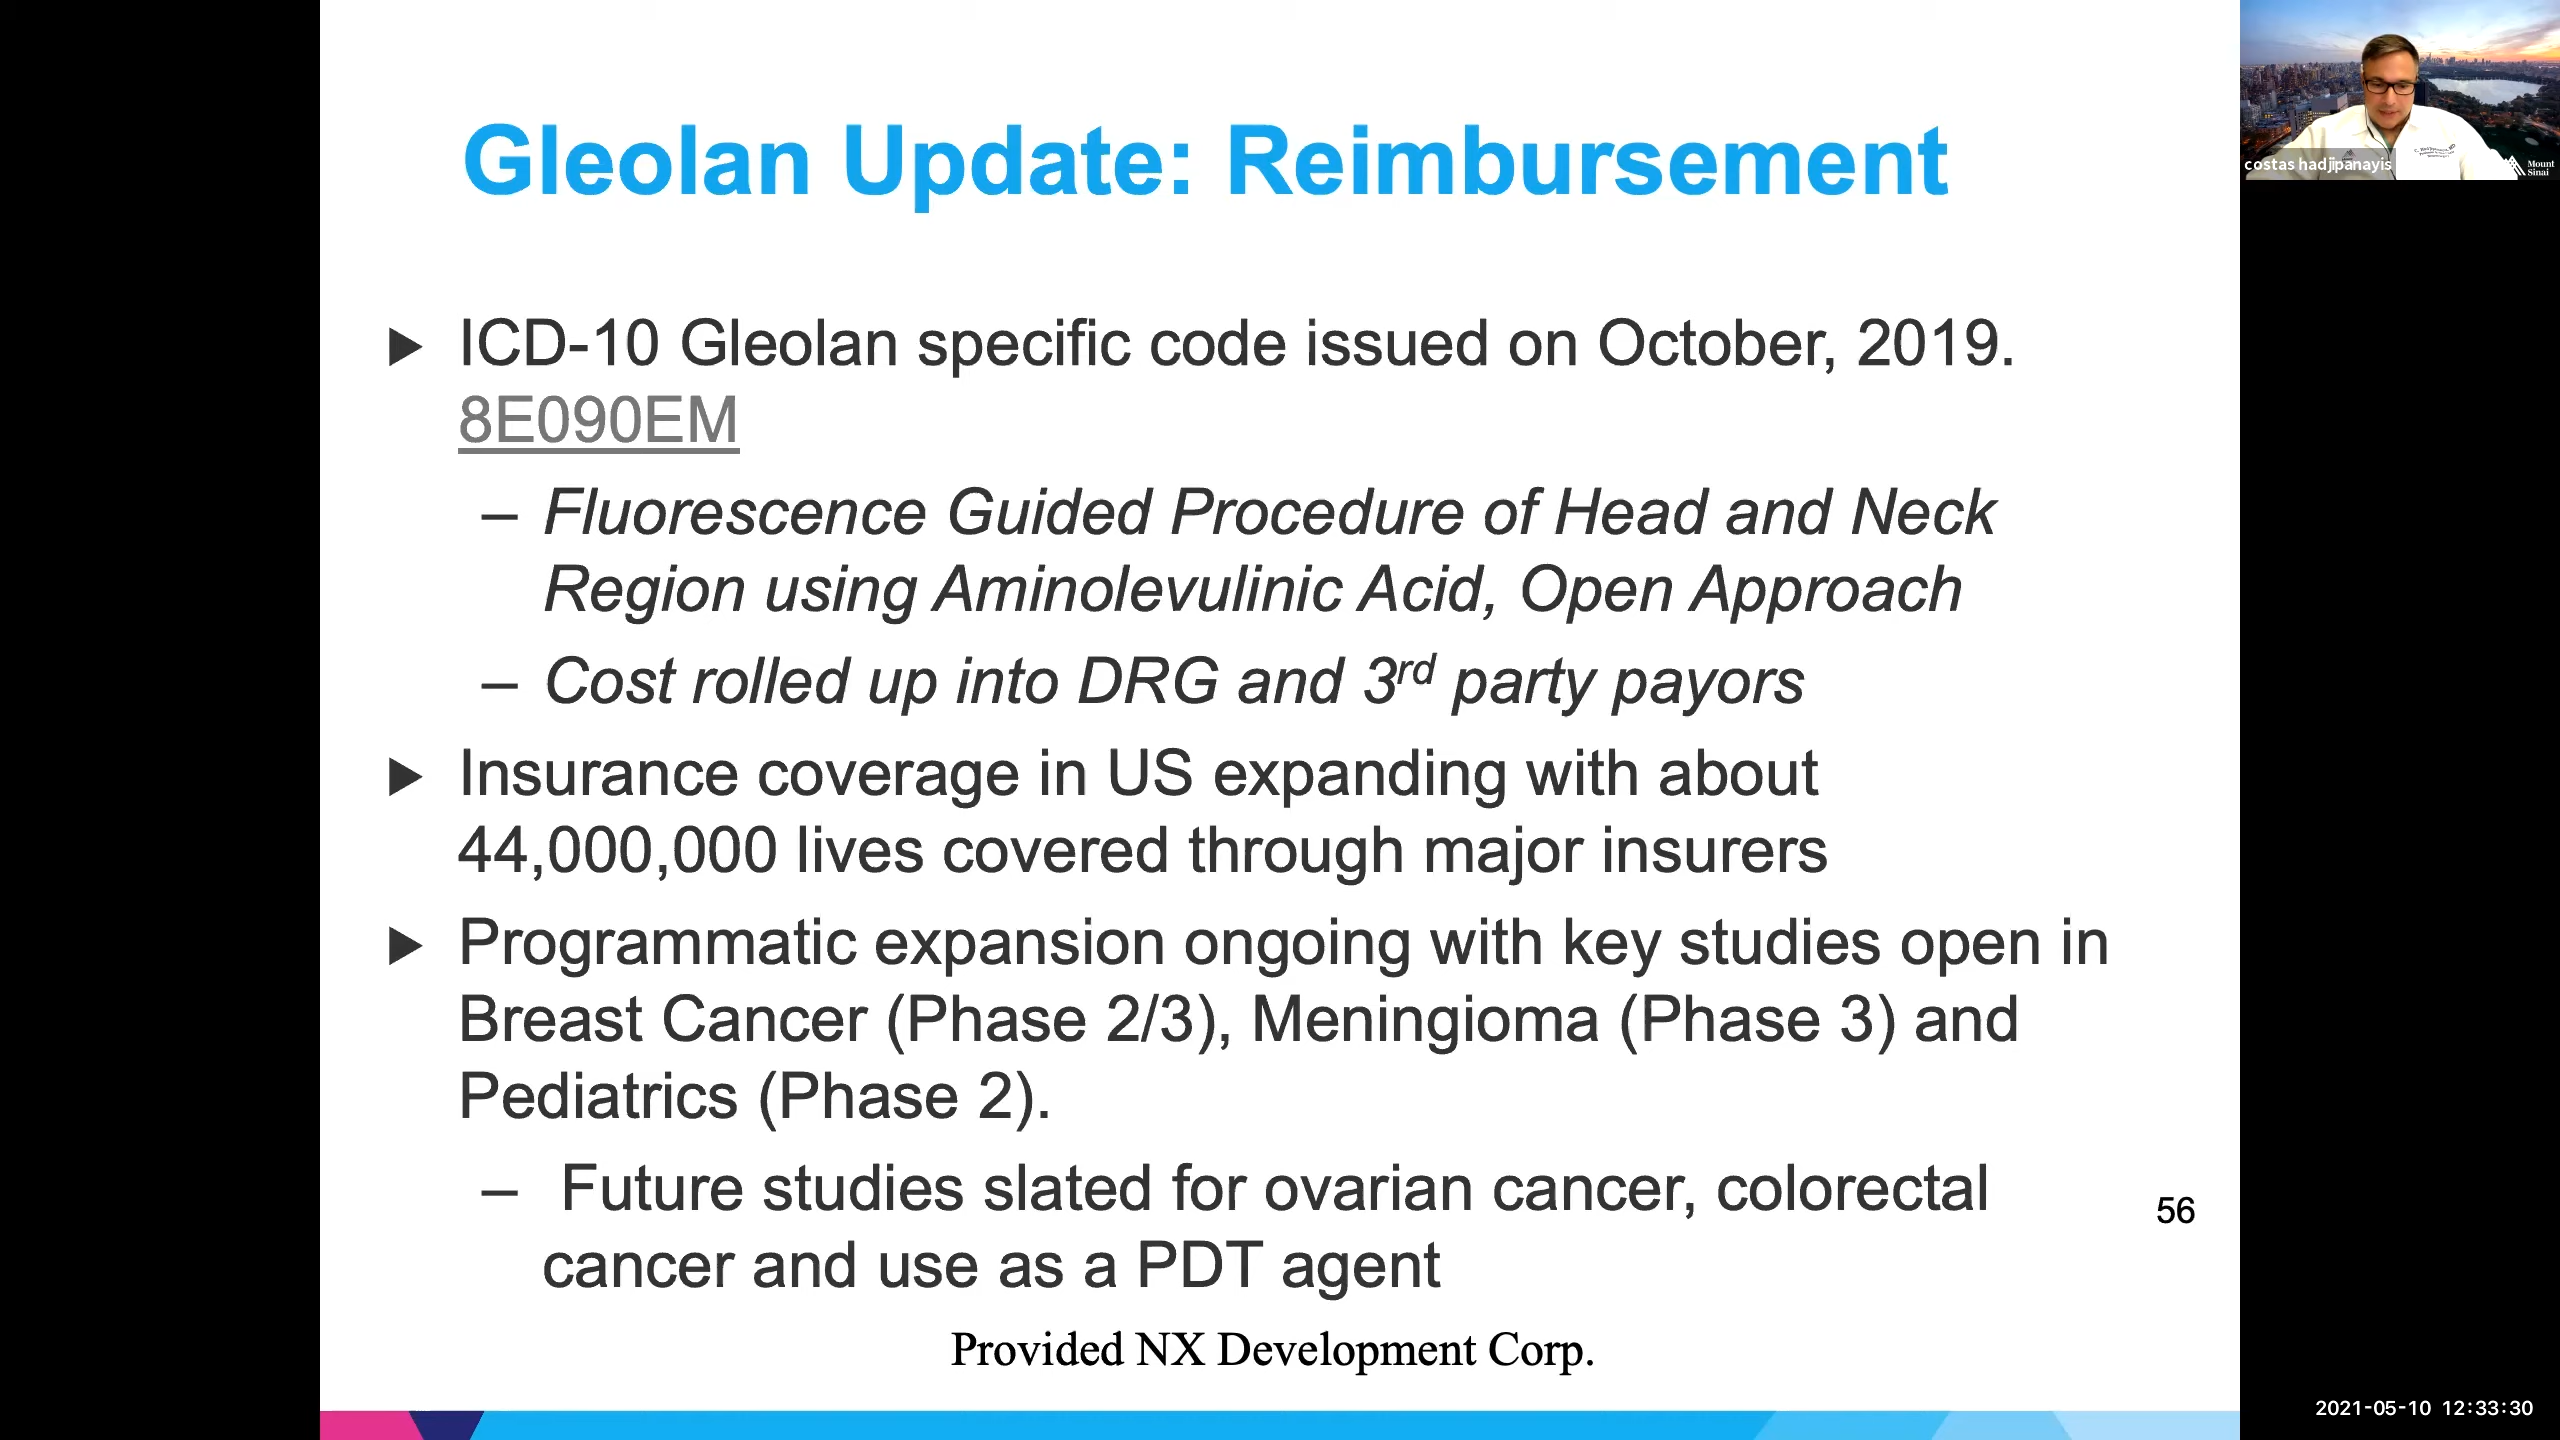 Gleolan Update: Reimbursement
ICD-10 Gleolan specific code issued on October, 2019.
8E090EM
– Fluorescence Guided Procedure of Head and Neck
Region using Aminolevulinic Acid, Open Approach
– Cost rolled up into DRG and 3rd party payors
Insurance coverage in US expanding with about
44,000,000 lives covered through major insurers
Programmatic expansion ongoing with key studies open in
Breast Cancer (Phase 2/3), Meningioma (Phase 3) and
Pediatrics (Phase 2).
– Future studies slated for ovarian cancer, colorectal
cancer and use as a PDT agent
56
Provided NX Development Corp.
costas hadjipanayis
Mount
Sinai
2021-05-10 12:33:30